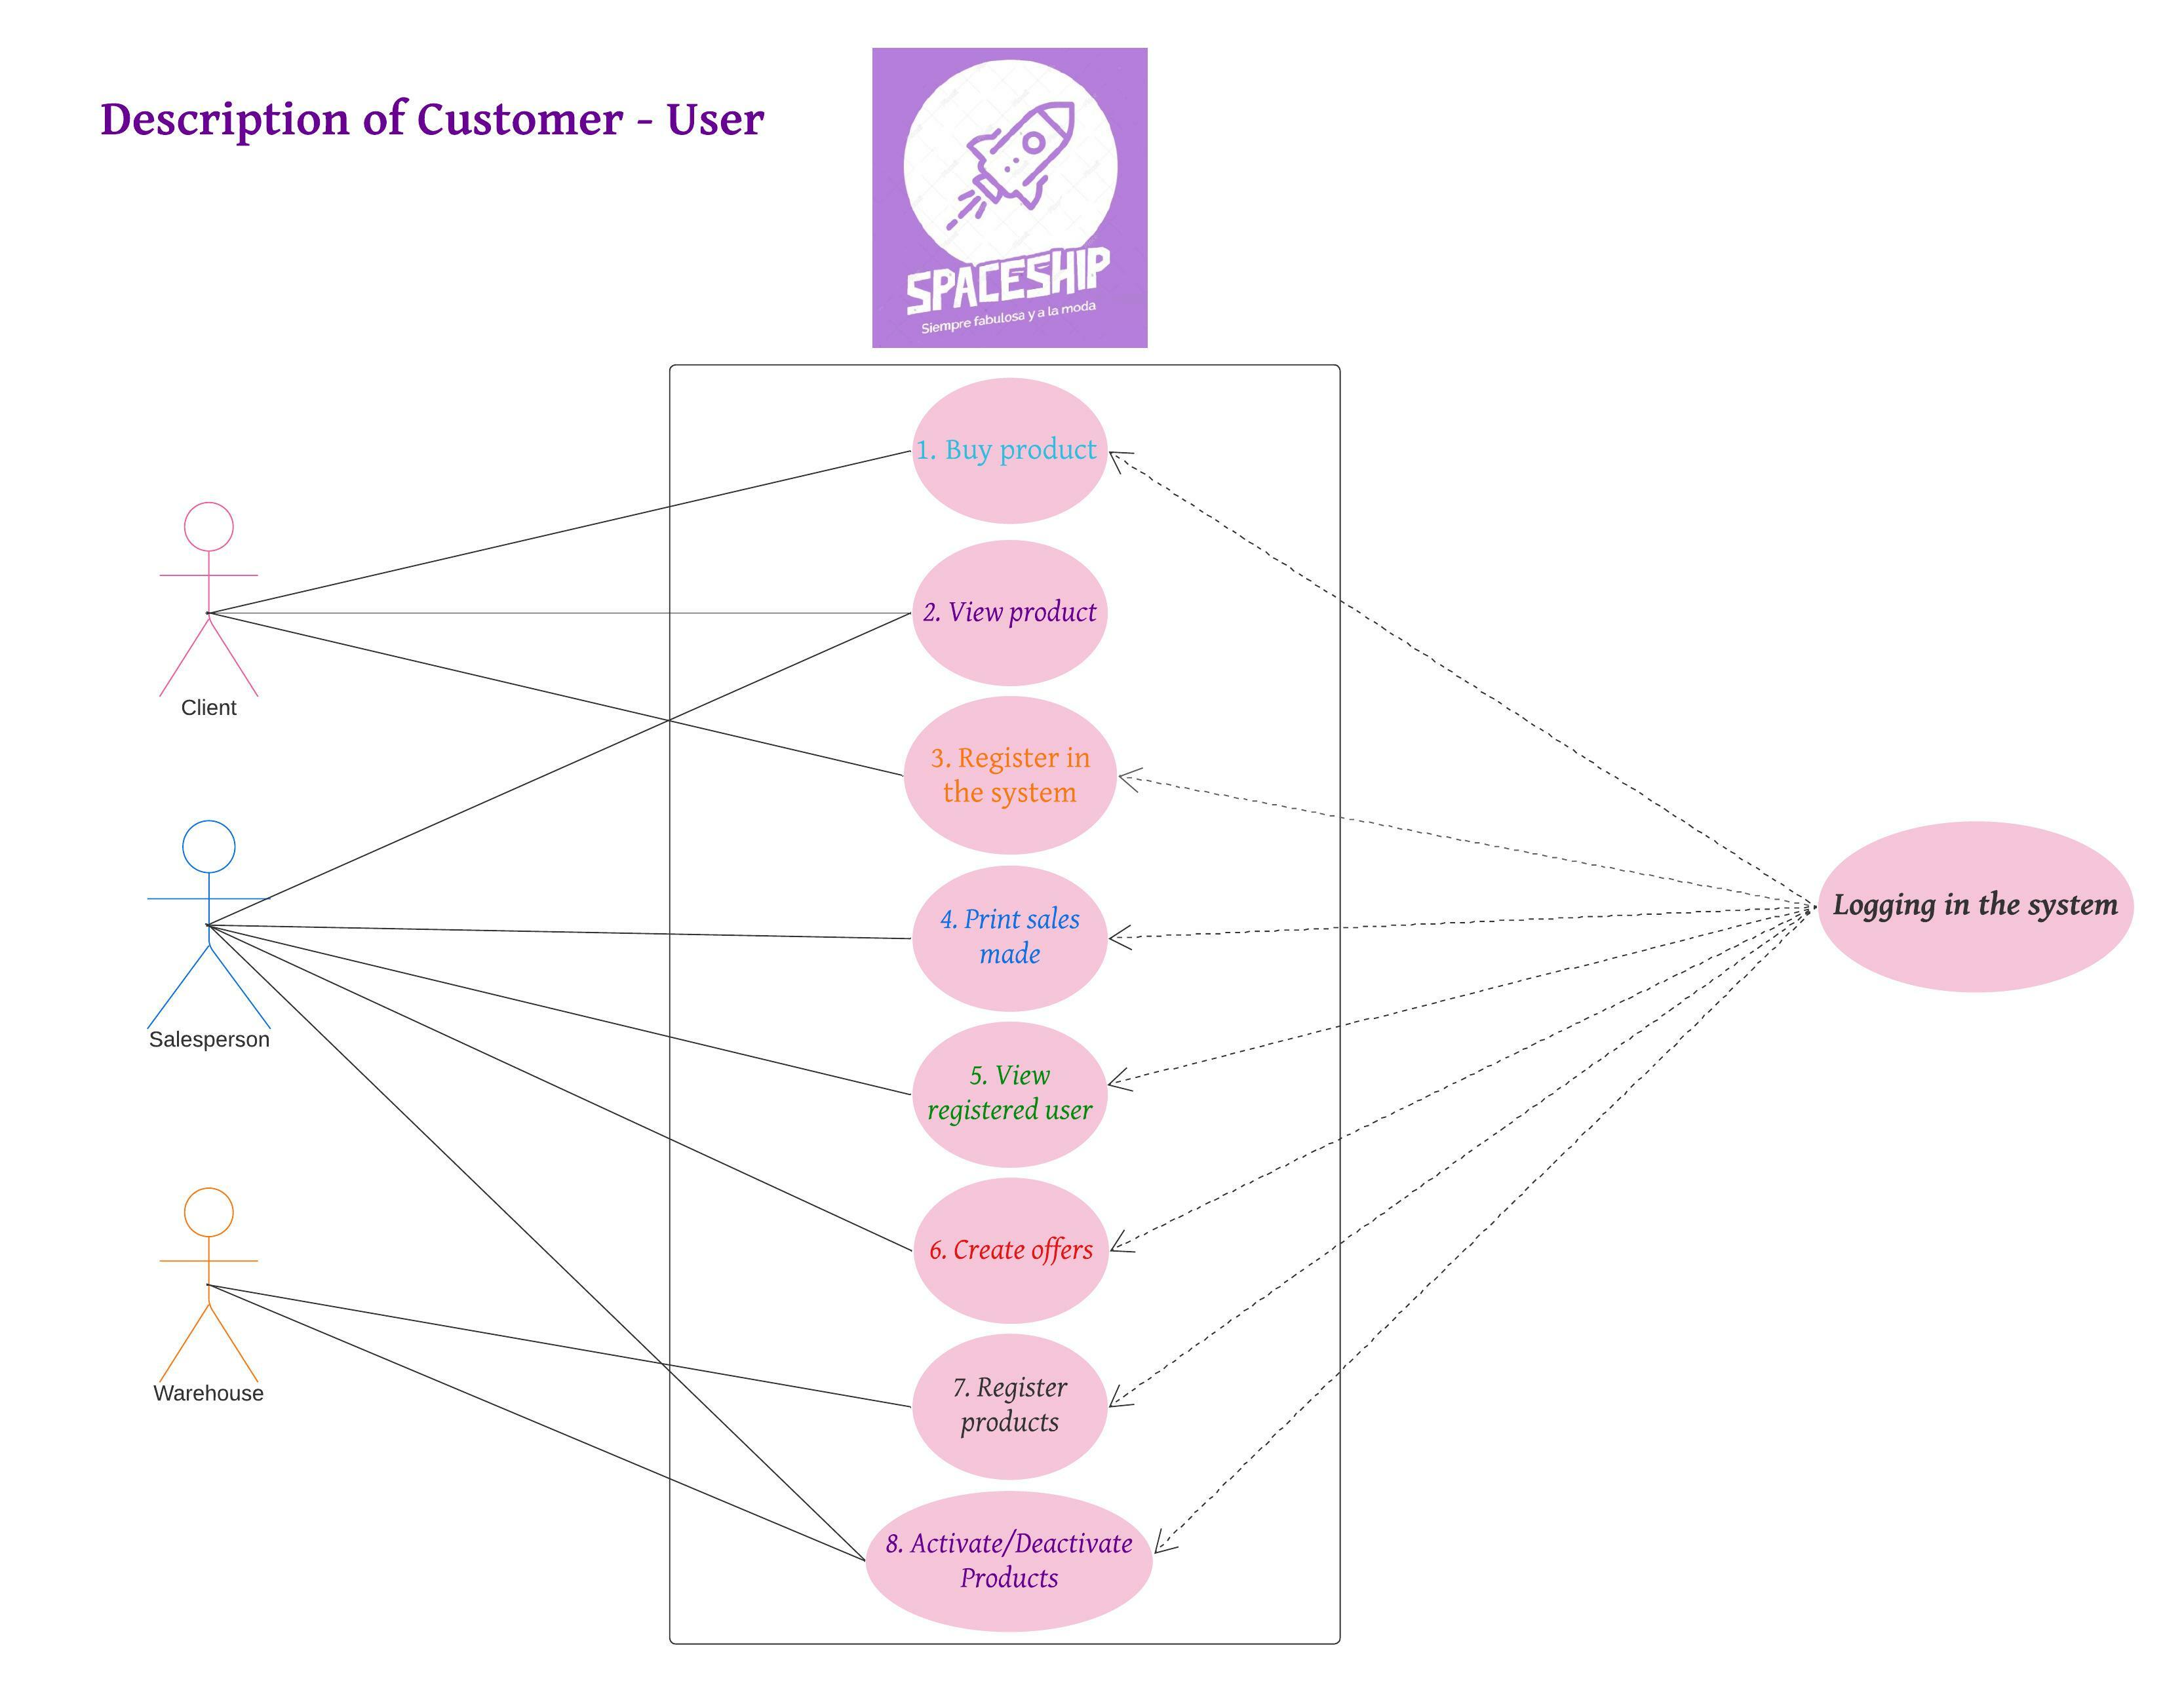 Description of Customer - User
SPACESHIP
Siempre fabulosa y a la moda
1. Buy product
2. View product
Client
3. Register in
the system
Logging in the system
4. Print sales
made
Salesperson
5. View
registered user
6. Create offers
Warehouse
7. Register
products
8. Activate/Deactivate
Products